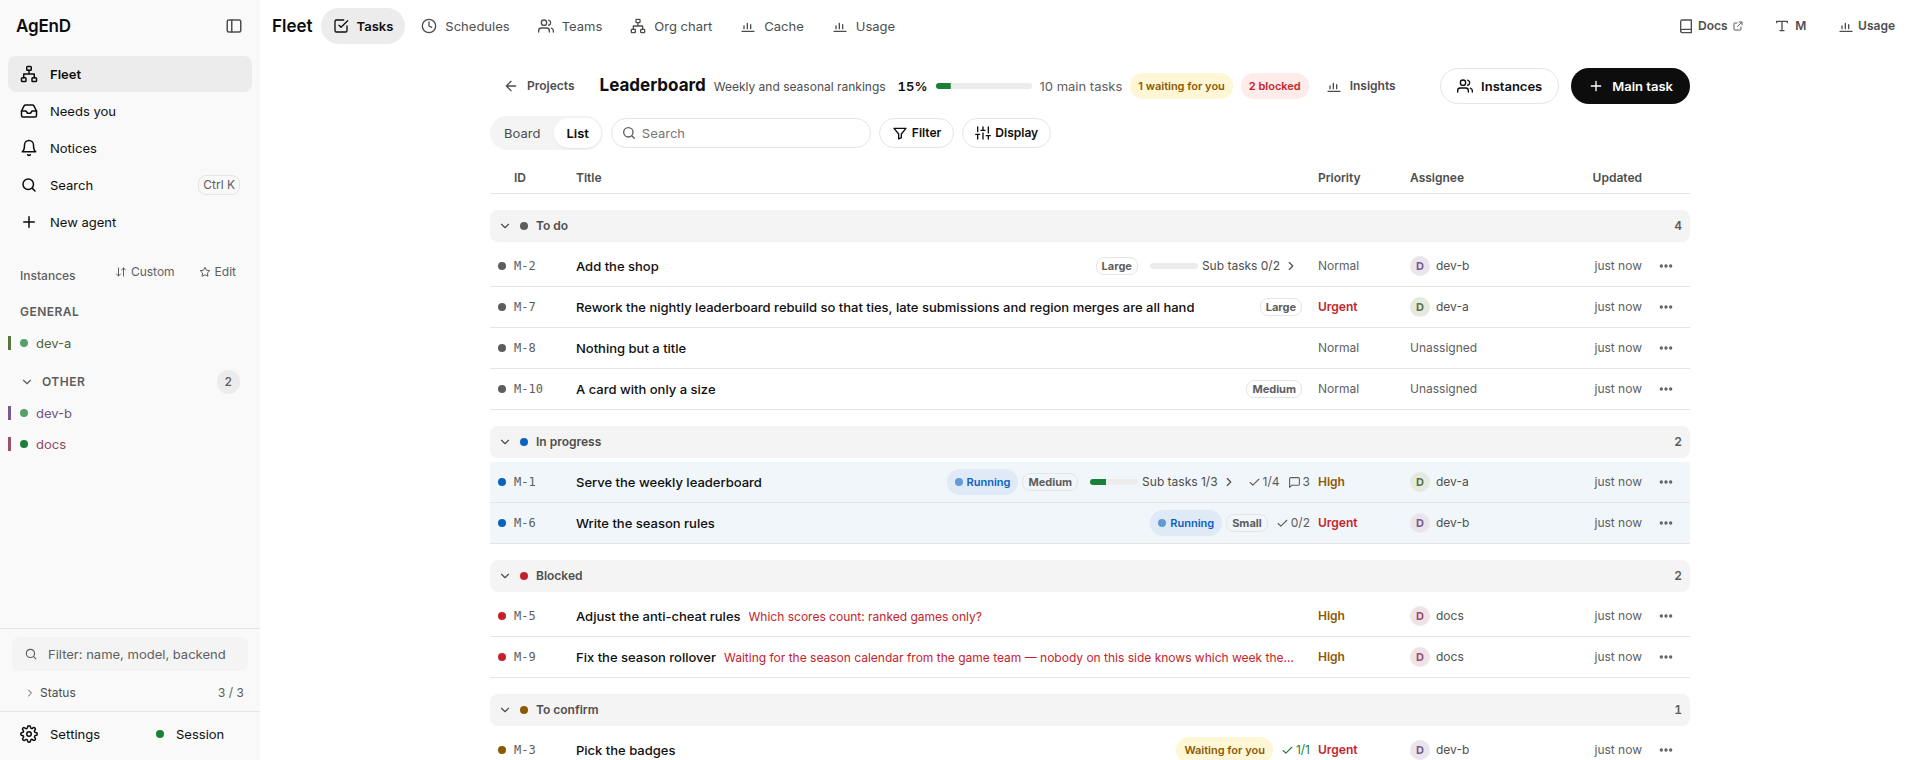 AgEnD
Fleet
Needs you
Notices
Search Ctrl K
New agent
Instances Custom Edit
GENERAL
dev-a
OTHER 2
dev-b
docs
Filter: name, model, backend
Status 3 / 3
Settings Session
Fleet Tasks Schedules Teams Org chart Cache Usage Docs M Usage
Projects Leaderboard Weekly and seasonal rankings 15% 10 main tasks 1 waiting for you 2 blocked Insights Instances Main task
Board List Search Filter Display
ID Title Priority Assignee Updated
To do 4
M-2 Add the shop Large Sub tasks 0/2 Normal D dev-b just now
M-7 Rework the nightly leaderboard rebuild so that ties, late submissions and region merges are all hand Large Urgent D dev-a just now
M-8 Nothing but a title Normal Unassigned just now
M-10 A card with only a size Medium Normal Unassigned just now
In progress 2
M-1 Serve the weekly leaderboard Running Medium Sub tasks 1/3 1/4 3 High D dev-a just now
M-6 Write the season rules Running Small 0/2 Urgent D dev-b just now
Blocked 2
M-5 Adjust the anti-cheat rules Which scores count: ranked games only? High D docs just now
M-9 Fix the season rollover Waiting for the season calendar from the game team — nobody on this side knows which week the... High D docs just now
To confirm 1
M-3 Pick the badges Waiting for you 1/1 Urgent D dev-b just now